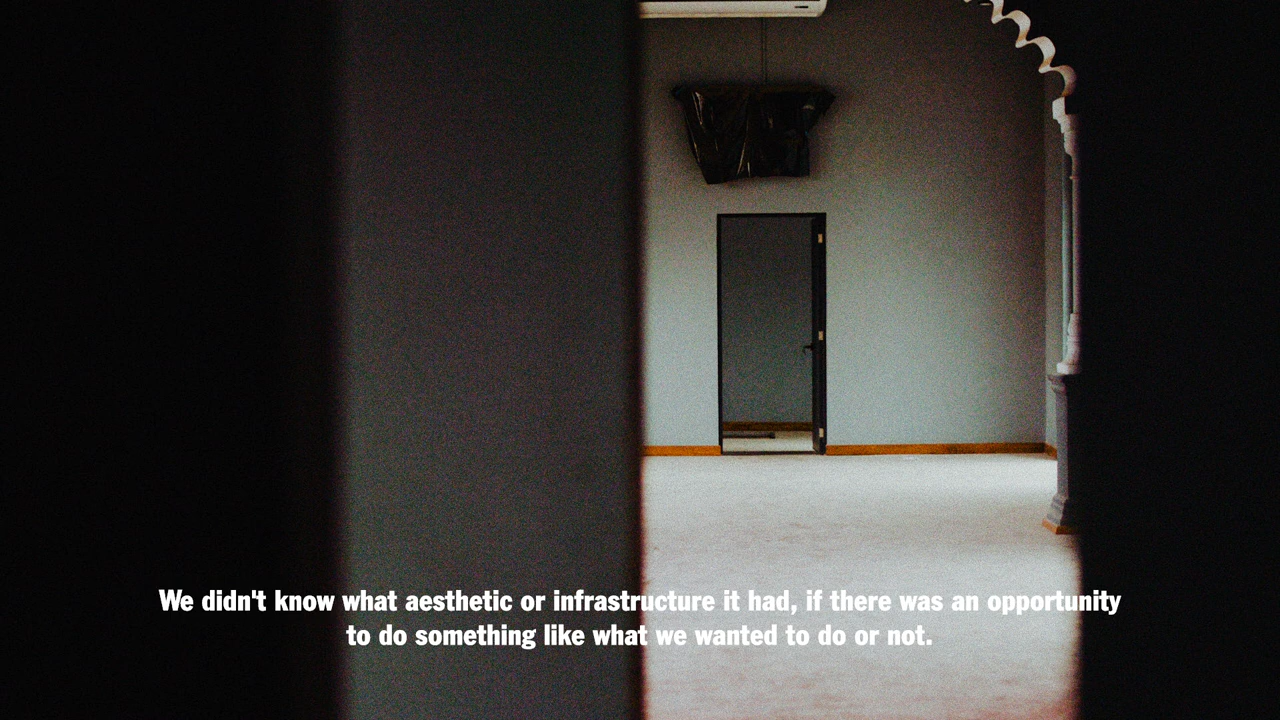 We didn't know what aesthetic or infrastructure it had, if there was an opportunity
to do something like what we wanted to do or not.